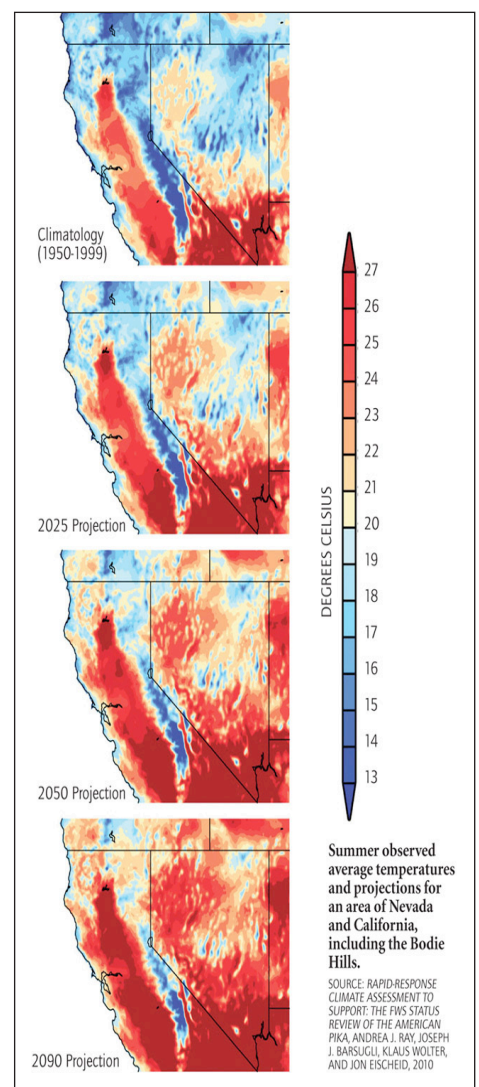 Climatology
(1950-1999)
2025 Projection
2050 Projection
2090 Projection
DEGREES CELSIUS
27
26
25
24
23
22
21
20
19
18
17
16
15
14
13
Summer observed
average temperatures
and projections for
an area of Nevada
and California,
including the Bodie
Hills.
SOURCE: RAPID-RESPONSE
CLIMATE ASSESSMENT TO
SUPPORT: THE FWS STATUS
REVIEW OF THE AMERICAN
PIKA, ANDREA J. RAY, JOSEPH
J. BARSUGLI, KLAUS WOLTER,
AND JON EISCHEID, 2010